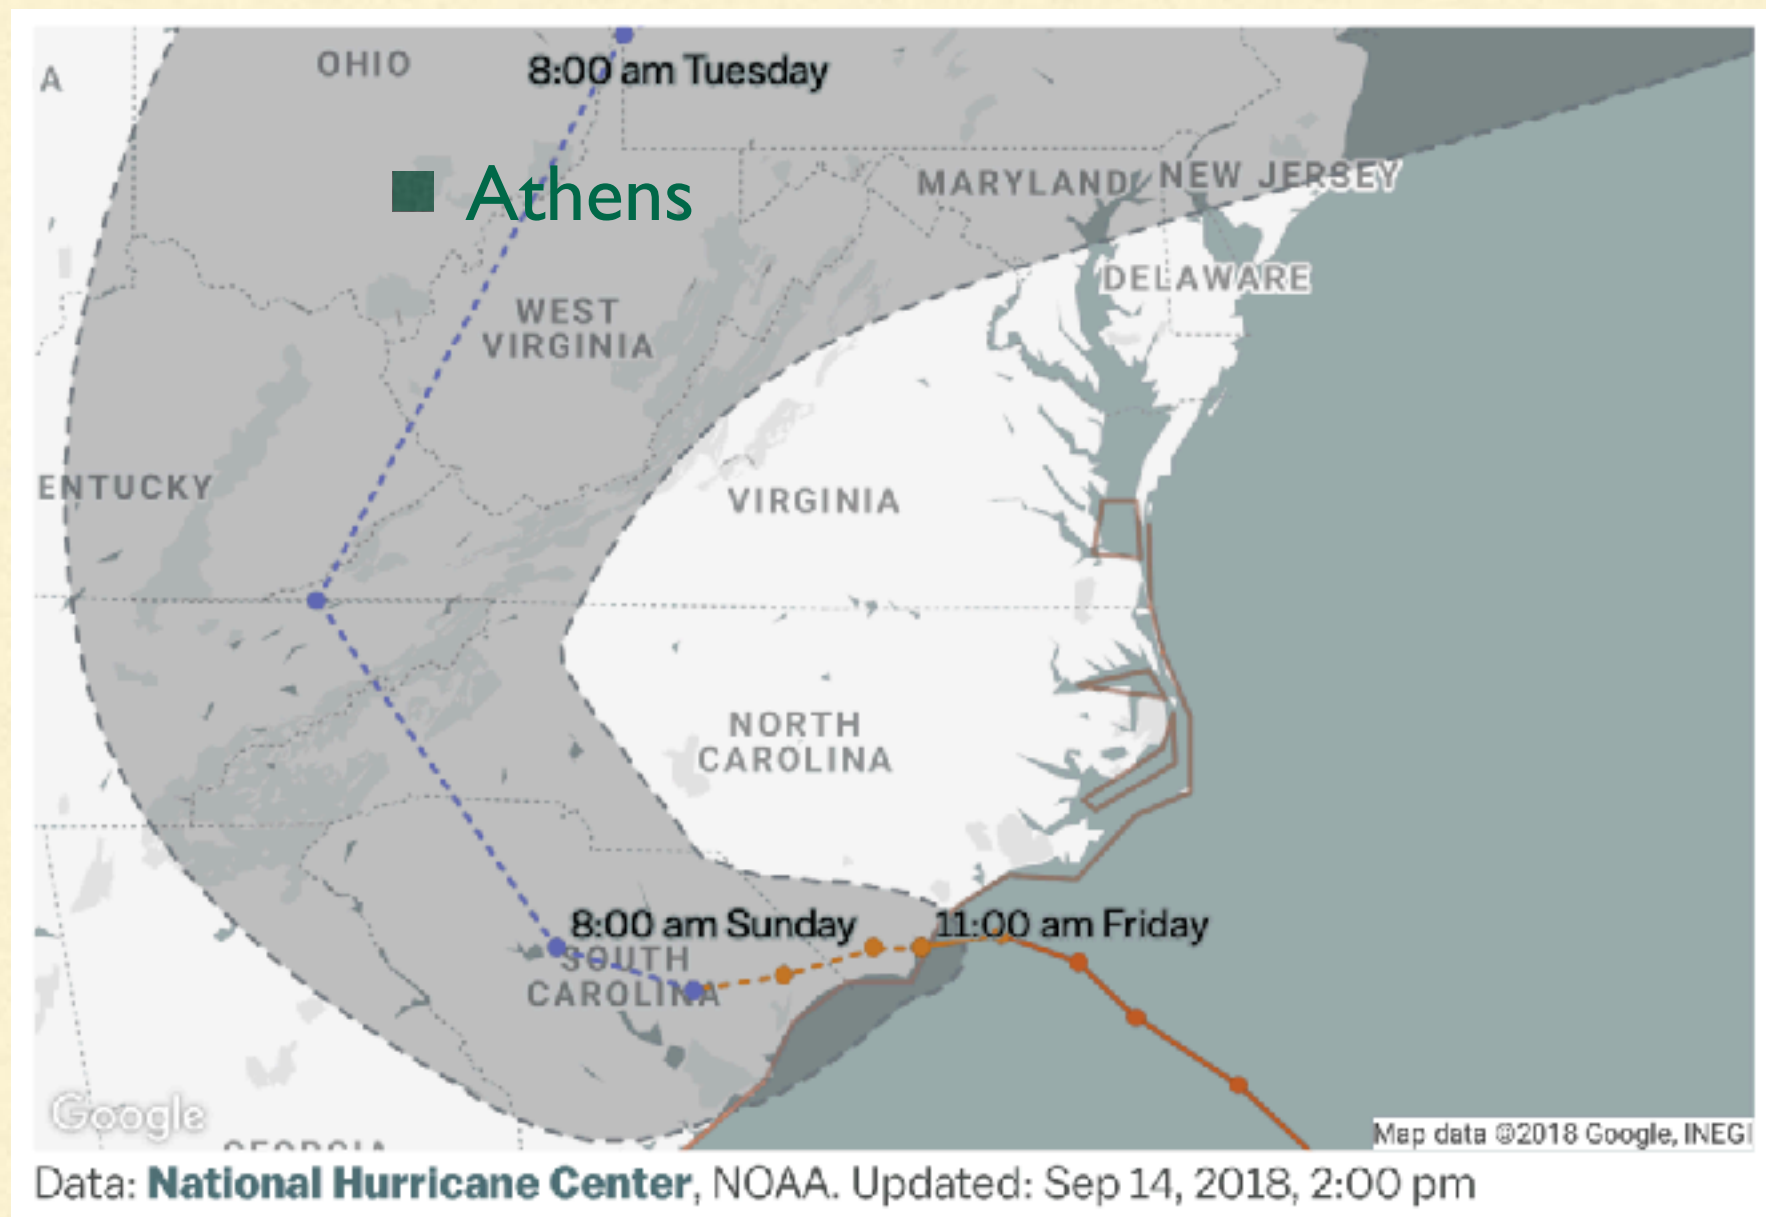 OHIO
A
8:00 am Tuesday
Athens
MARYLAND
NEW JERSEY
DELAWARE
WEST
VIRGINIA
ENTUCKY
VIRGINIA
NORTH
CAROLINA
8:00 am Sunday
11:00 am Friday
SOUTH
CAROLINA
Google
GEORGIA
Map data ©2018 Google, INEGI
Data: National Hurricane Center, NOAA. Updated: Sep 14, 2018, 2:00 pm